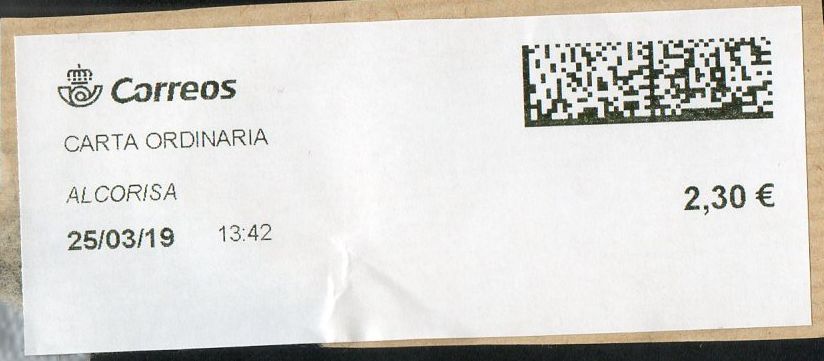 Correos
CARTA ORDINARIA
ALCORISA
25/03/19 13:42
2,30 €